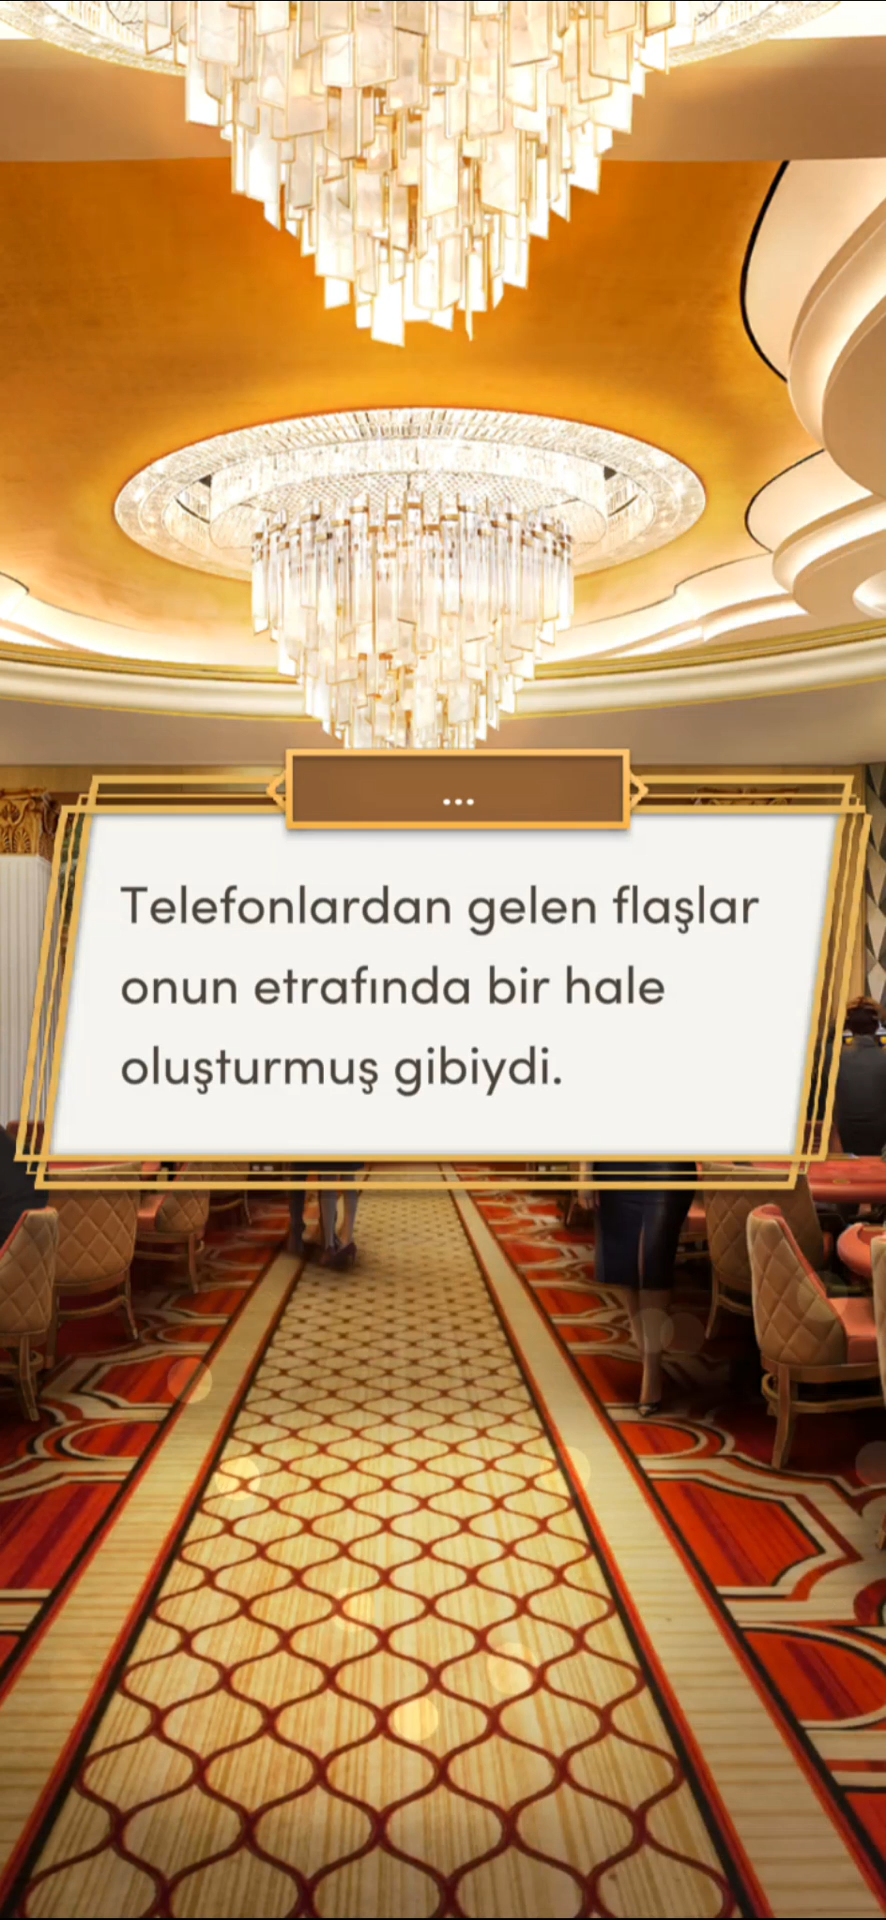 ...
Telefonlardan gelen flaşlar
onun etrafında bir hale
oluşturmuş gibiydi.